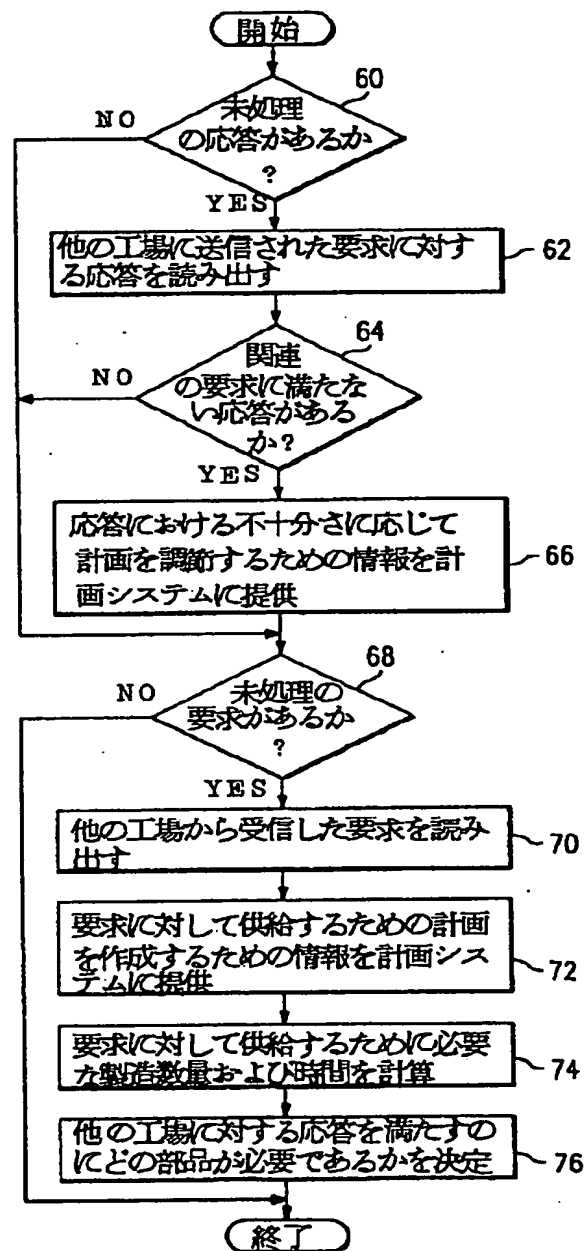 開始
60
未処理
の応答があるか
?
NO
YES
他の工場に送信された要求に対す
る応答を読み出す
62
64
関連
の要求に満たな
い応答がある
か?
NO
YES
応答における不十分さに応じて
計画を調節するための情報を計
画システムに提供
66
68
未処理の
要求があるか
?
NO
YES
他の工場から受信した要求を読み
出す
70
要求に対して供給するための計画
を作成するための情報を計画シス
テムに提供
72
要求に対して供給するために必要
な製造数量および時間を計算
74
他の工場に対する応答を満たすの
にどの部品が必要であるかを決定
76
終了